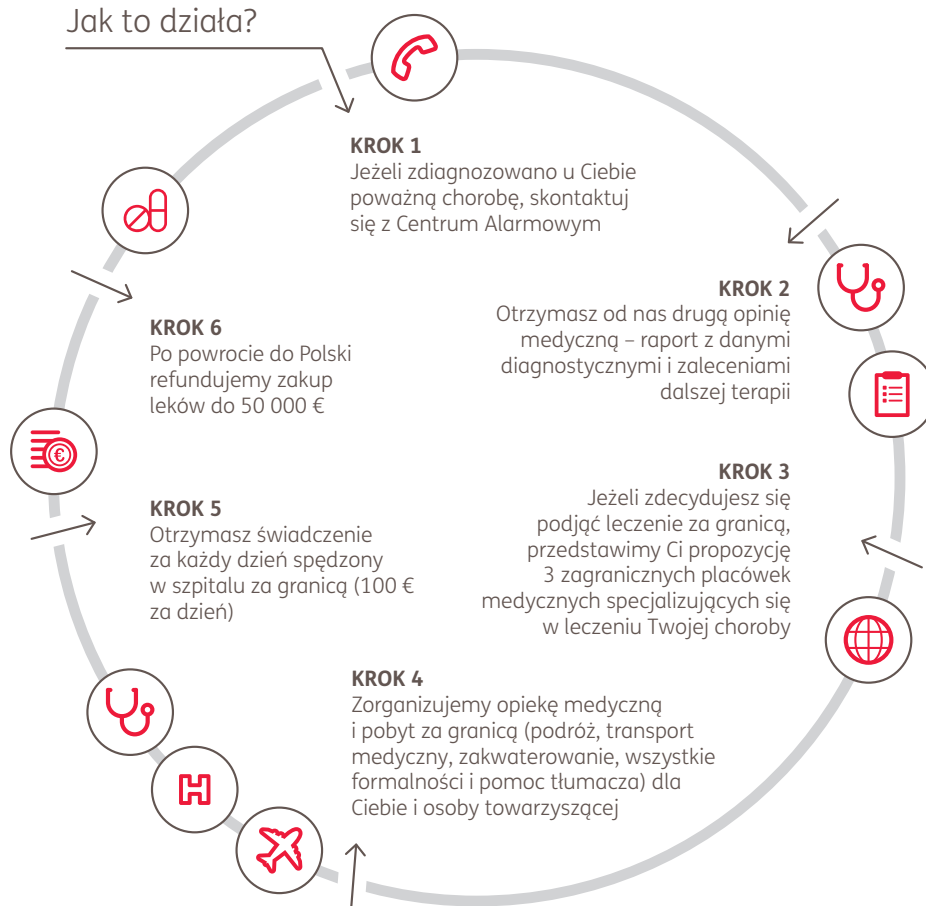 Jak to działa?
KROK 1
Jeżeli zdiagnozowano u Ciebie
poważną chorobę, skontaktuj
się z Centrum Alarmowym
KROK 2
Otrzymasz od nas drugą opinię
medyczną – raport z danymi
diagnostycznymi i zaleceniami
dalszej terapii
KROK 3
Jeżeli zdecydujesz się
podjąć leczenie za granicą,
przedstawimy Ci propozycję
3 zagranicznych placówek
medycznych specjalizujących się
w leczeniu Twojej choroby
KROK 4
Zorganizujemy opiekę medyczną
i pobyt za granicą (podróż, transport
medyczny, zakwaterowanie, wszystkie
formalności i pomoc tłumacza) dla
Ciebie i osoby towarzyszącej
KROK 5
Otrzymasz świadczenie
za każdy dzień spędzony
w szpitalu za granicą (100 €
za dzień)
KROK 6
Po powrocie do Polski
refundujemy zakup
leków do 50 000 €
€
H